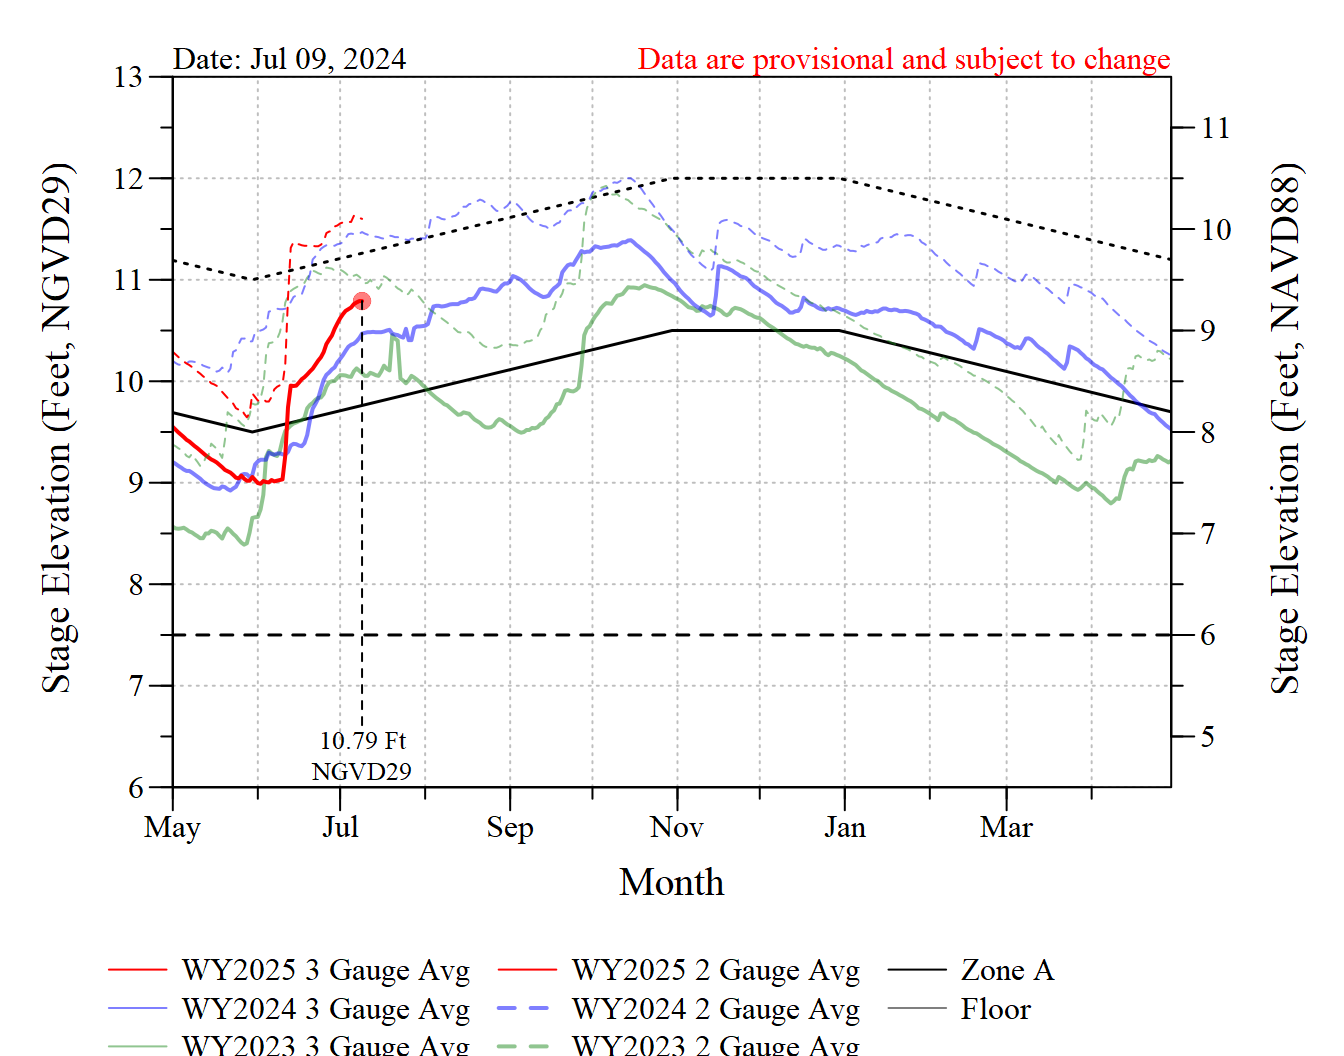 Date: Jul 09, 2024
Data are provisional and subject to change
13
12
11
10
9
8
7
6
Stage Elevation (Feet, NGVD29)
11
10
9
8
7
6
5
Stage Elevation (Feet, NAVD88)
10.79 Ft
NGVD29
May Jul Sep Nov Jan Mar
Month
WY2025 3 Gauge Avg WY2025 2 Gauge Avg Zone A
WY2024 3 Gauge Avg WY2024 2 Gauge Avg Floor
WY2023 3 Gauge Avg WY2023 2 Gauge Avg